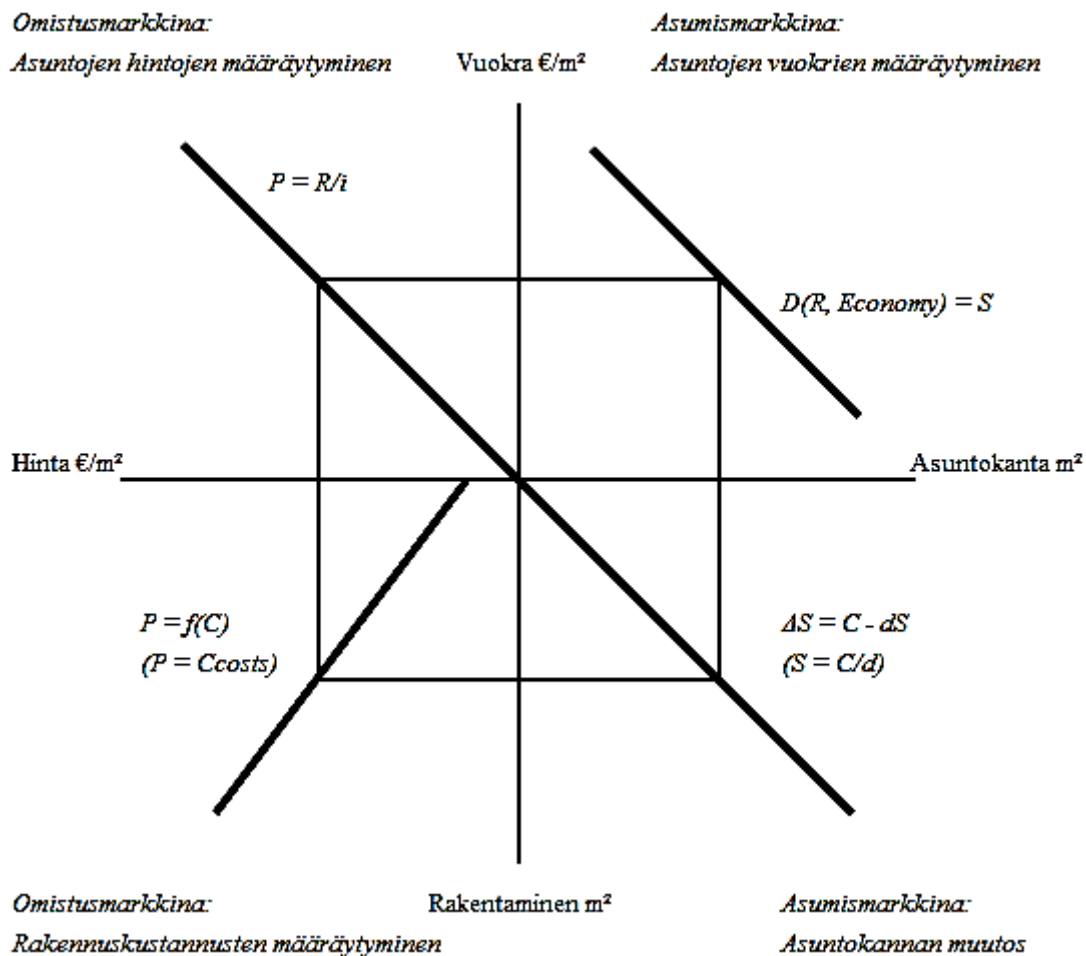 Omistusmarkkina:
Asuntojen hintojen määräytyminen
Vuokra €/m²
Asumismarkkina:
Asuntojen vuokrien määräytyminen
P = R/i
D(R, Economy) = S
Hinta €/m²
Asuntokanta m²
P = f(C)
(P = Ccosts)
ΔS = C - dS
(S = C/d)
Omistusmarkkina:
Rakennuskustannusten määräytyminen
Rakentaminen m²
Asumismarkkina:
Asuntokannan muutos